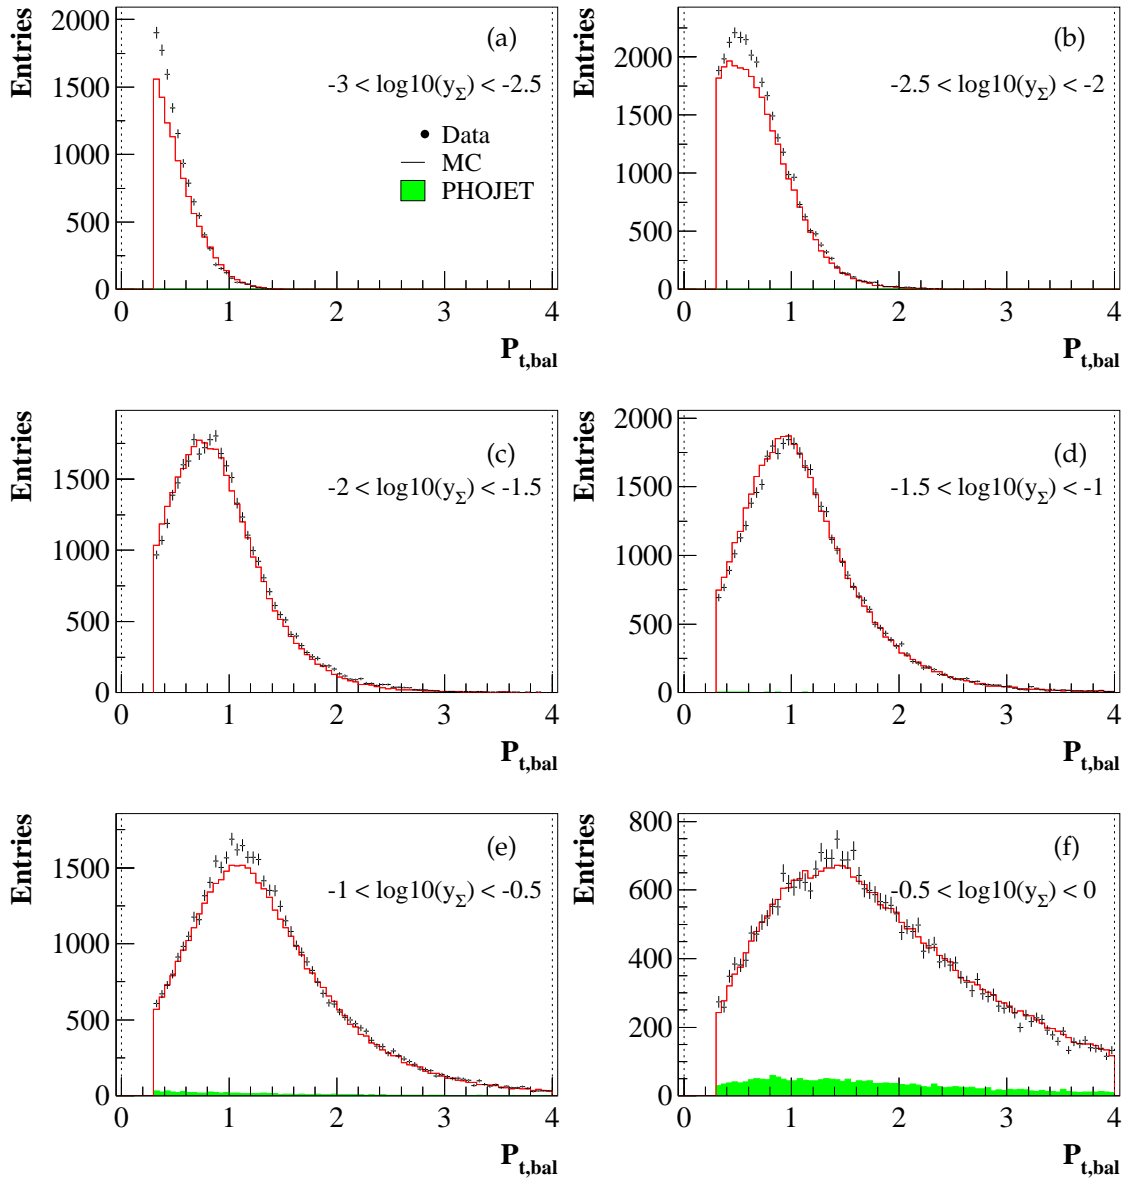 Entries
2000
1500
1000
500
0
(a)
-3 < log10(y_Σ) < -2.5
Data
MC
PHOJET
0 1 2 3 4
P_t,bal
Entries
2000
1500
1000
500
0
(b)
-2.5 < log10(y_Σ) < -2
0 1 2 3 4
P_t,bal
Entries
1500
1000
500
0
(c)
-2 < log10(y_Σ) < -1.5
0 1 2 3 4
P_t,bal
Entries
2000
1500
1000
500
0
(d)
-1.5 < log10(y_Σ) < -1
0 1 2 3 4
P_t,bal
Entries
1500
1000
500
0
(e)
-1 < log10(y_Σ) < -0.5
0 1 2 3 4
P_t,bal
Entries
800
600
400
200
0
(f)
-0.5 < log10(y_Σ) < 0
0 1 2 3 4
P_t,bal